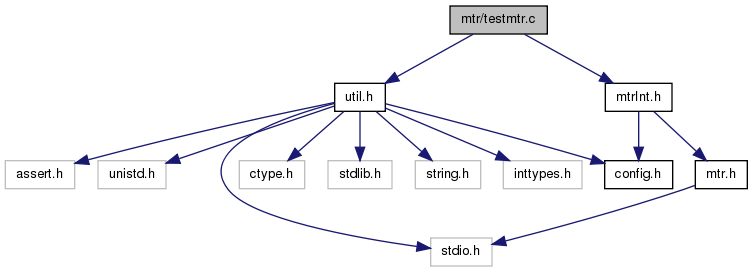 mtr/testmtr.c
util.h
mtrInt.h
assert.h
unistd.h
ctype.h
stdlib.h
string.h
inttypes.h
config.h
mtr.h
stdio.h